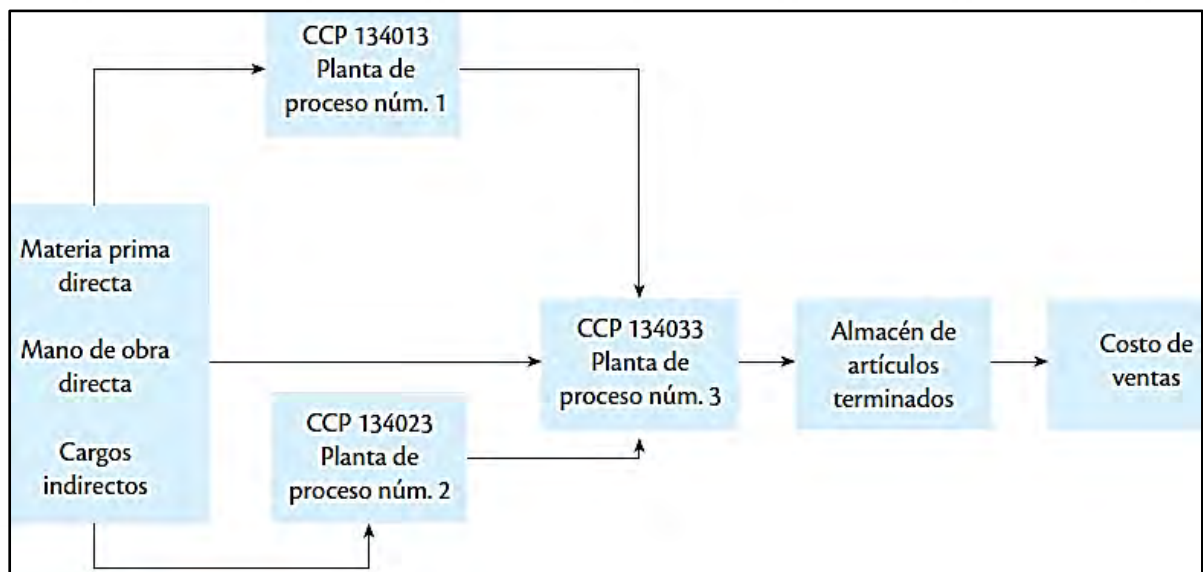 CCP 134013
Planta de
proceso núm. 1
Materia prima
directa
Mano de obra
directa
Cargos
indirectos
CCP 134023
Planta de
proceso núm. 2
CCP 134033
Planta de
proceso núm. 3
Almacén de
artículos
terminados
Costo de
ventas